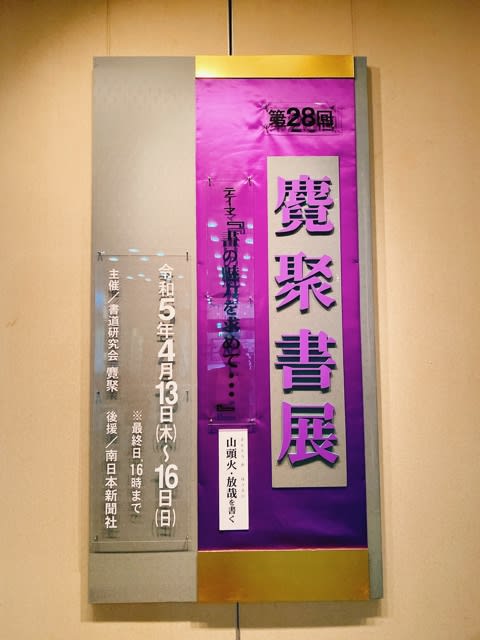 第28回
麑聚書展
テーマ『書の魅力を求めて…』
山頭火・放哉を書く
令和5年4月13日(木)～16日(日)
※最終日、16時まで
主催／書道研究会 麑聚　後援／南日本新聞社